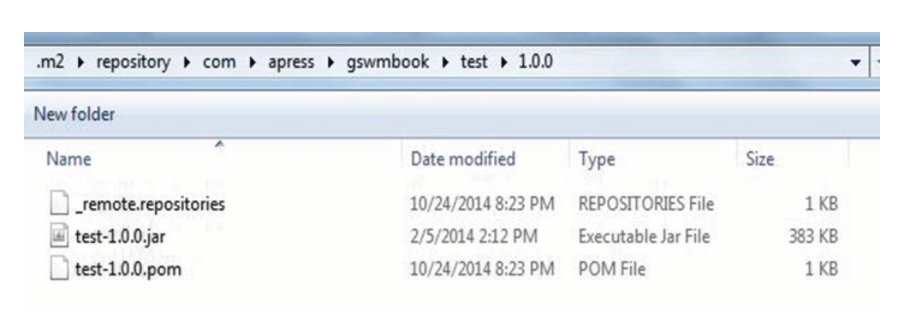 .m2 ▸ repository ▸ com ▸ apress ▸ gswmbook ▸ test ▸ 1.0.0
New folder
Name Date modified Type Size
_remote.repositories 10/24/2014 8:23 PM REPOSITORIES File 1 KB
test-1.0.0.jar 2/5/2014 2:12 PM Executable Jar File 383 KB
test-1.0.0.pom 10/24/2014 8:23 PM POM File 1 KB